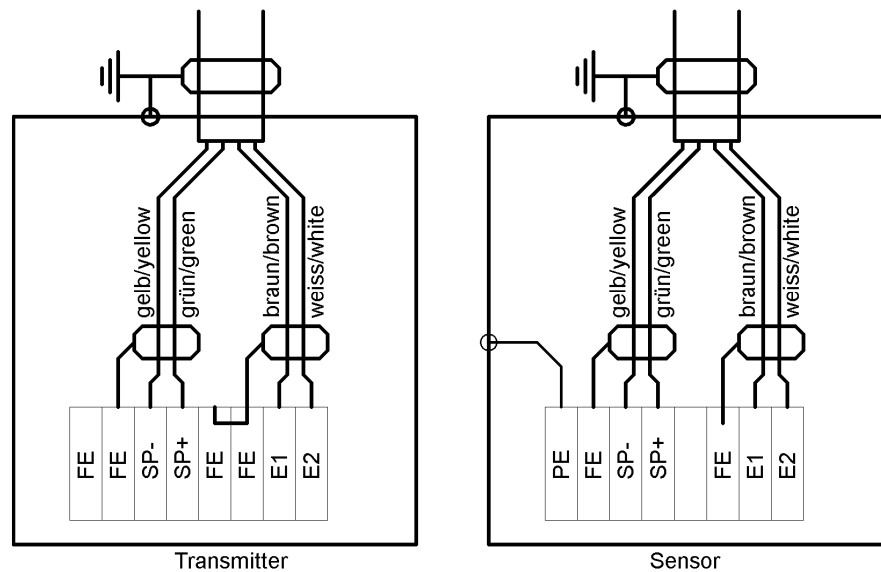 gelb/yellow
grün/green
braun/brown
weiss/white
FE
FE
SP-
SP+
FE
FE
E1
E2
Transmitter
gelb/yellow
grün/green
braun/brown
weiss/white
PE
FE
SP-
SP+
FE
E1
E2
Sensor